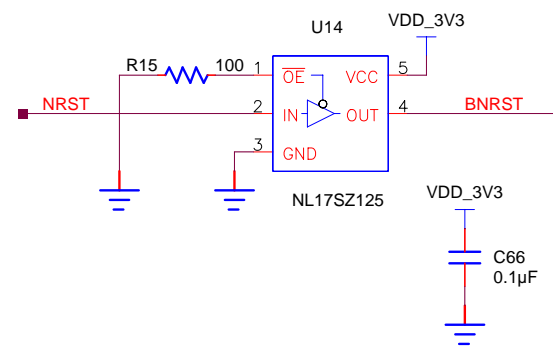 U14
VDD_3V3
R15 100 1 OE VCC 5
NRST 2 IN OUT 4 BNRST
3 GND
NL17SZ125
VDD_3V3
C66
0.1µF